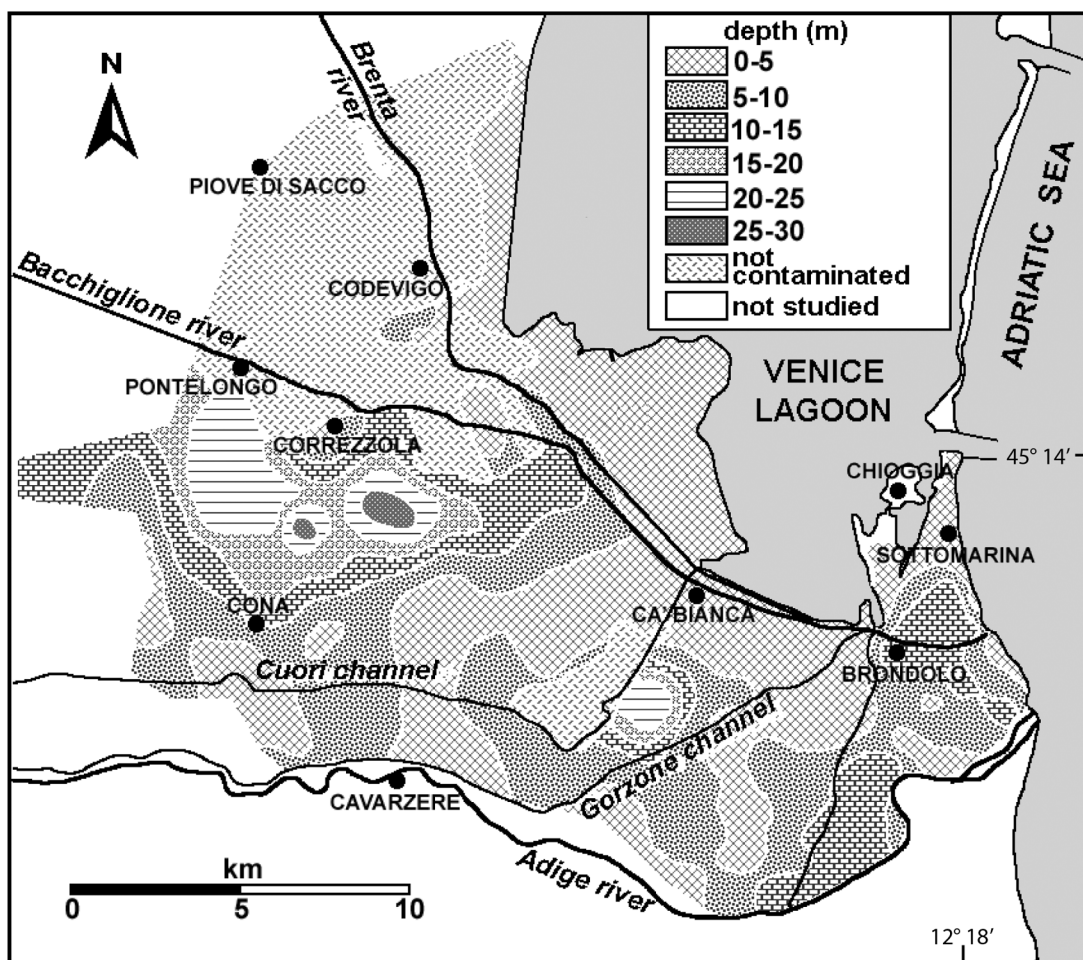 depth (m)
0-5
5-10
10-15
15-20
20-25
25-30
not
contaminated
not studied
N
Brenta
river
PIOVE DI SACCO
CODEVIGO
Bacchiglione river
PONTELONGO
CORREZZOLA
VENICE
LAGOON
ADRIATIC SEA
45° 14′
CHIOGGIA
SOTTOMARINA
CONA
CA'BIANCA
Cuori channel
BRONDOLO
Gorzone channel
CAVARZERE
Adige river
km
0
5
10
12° 18′